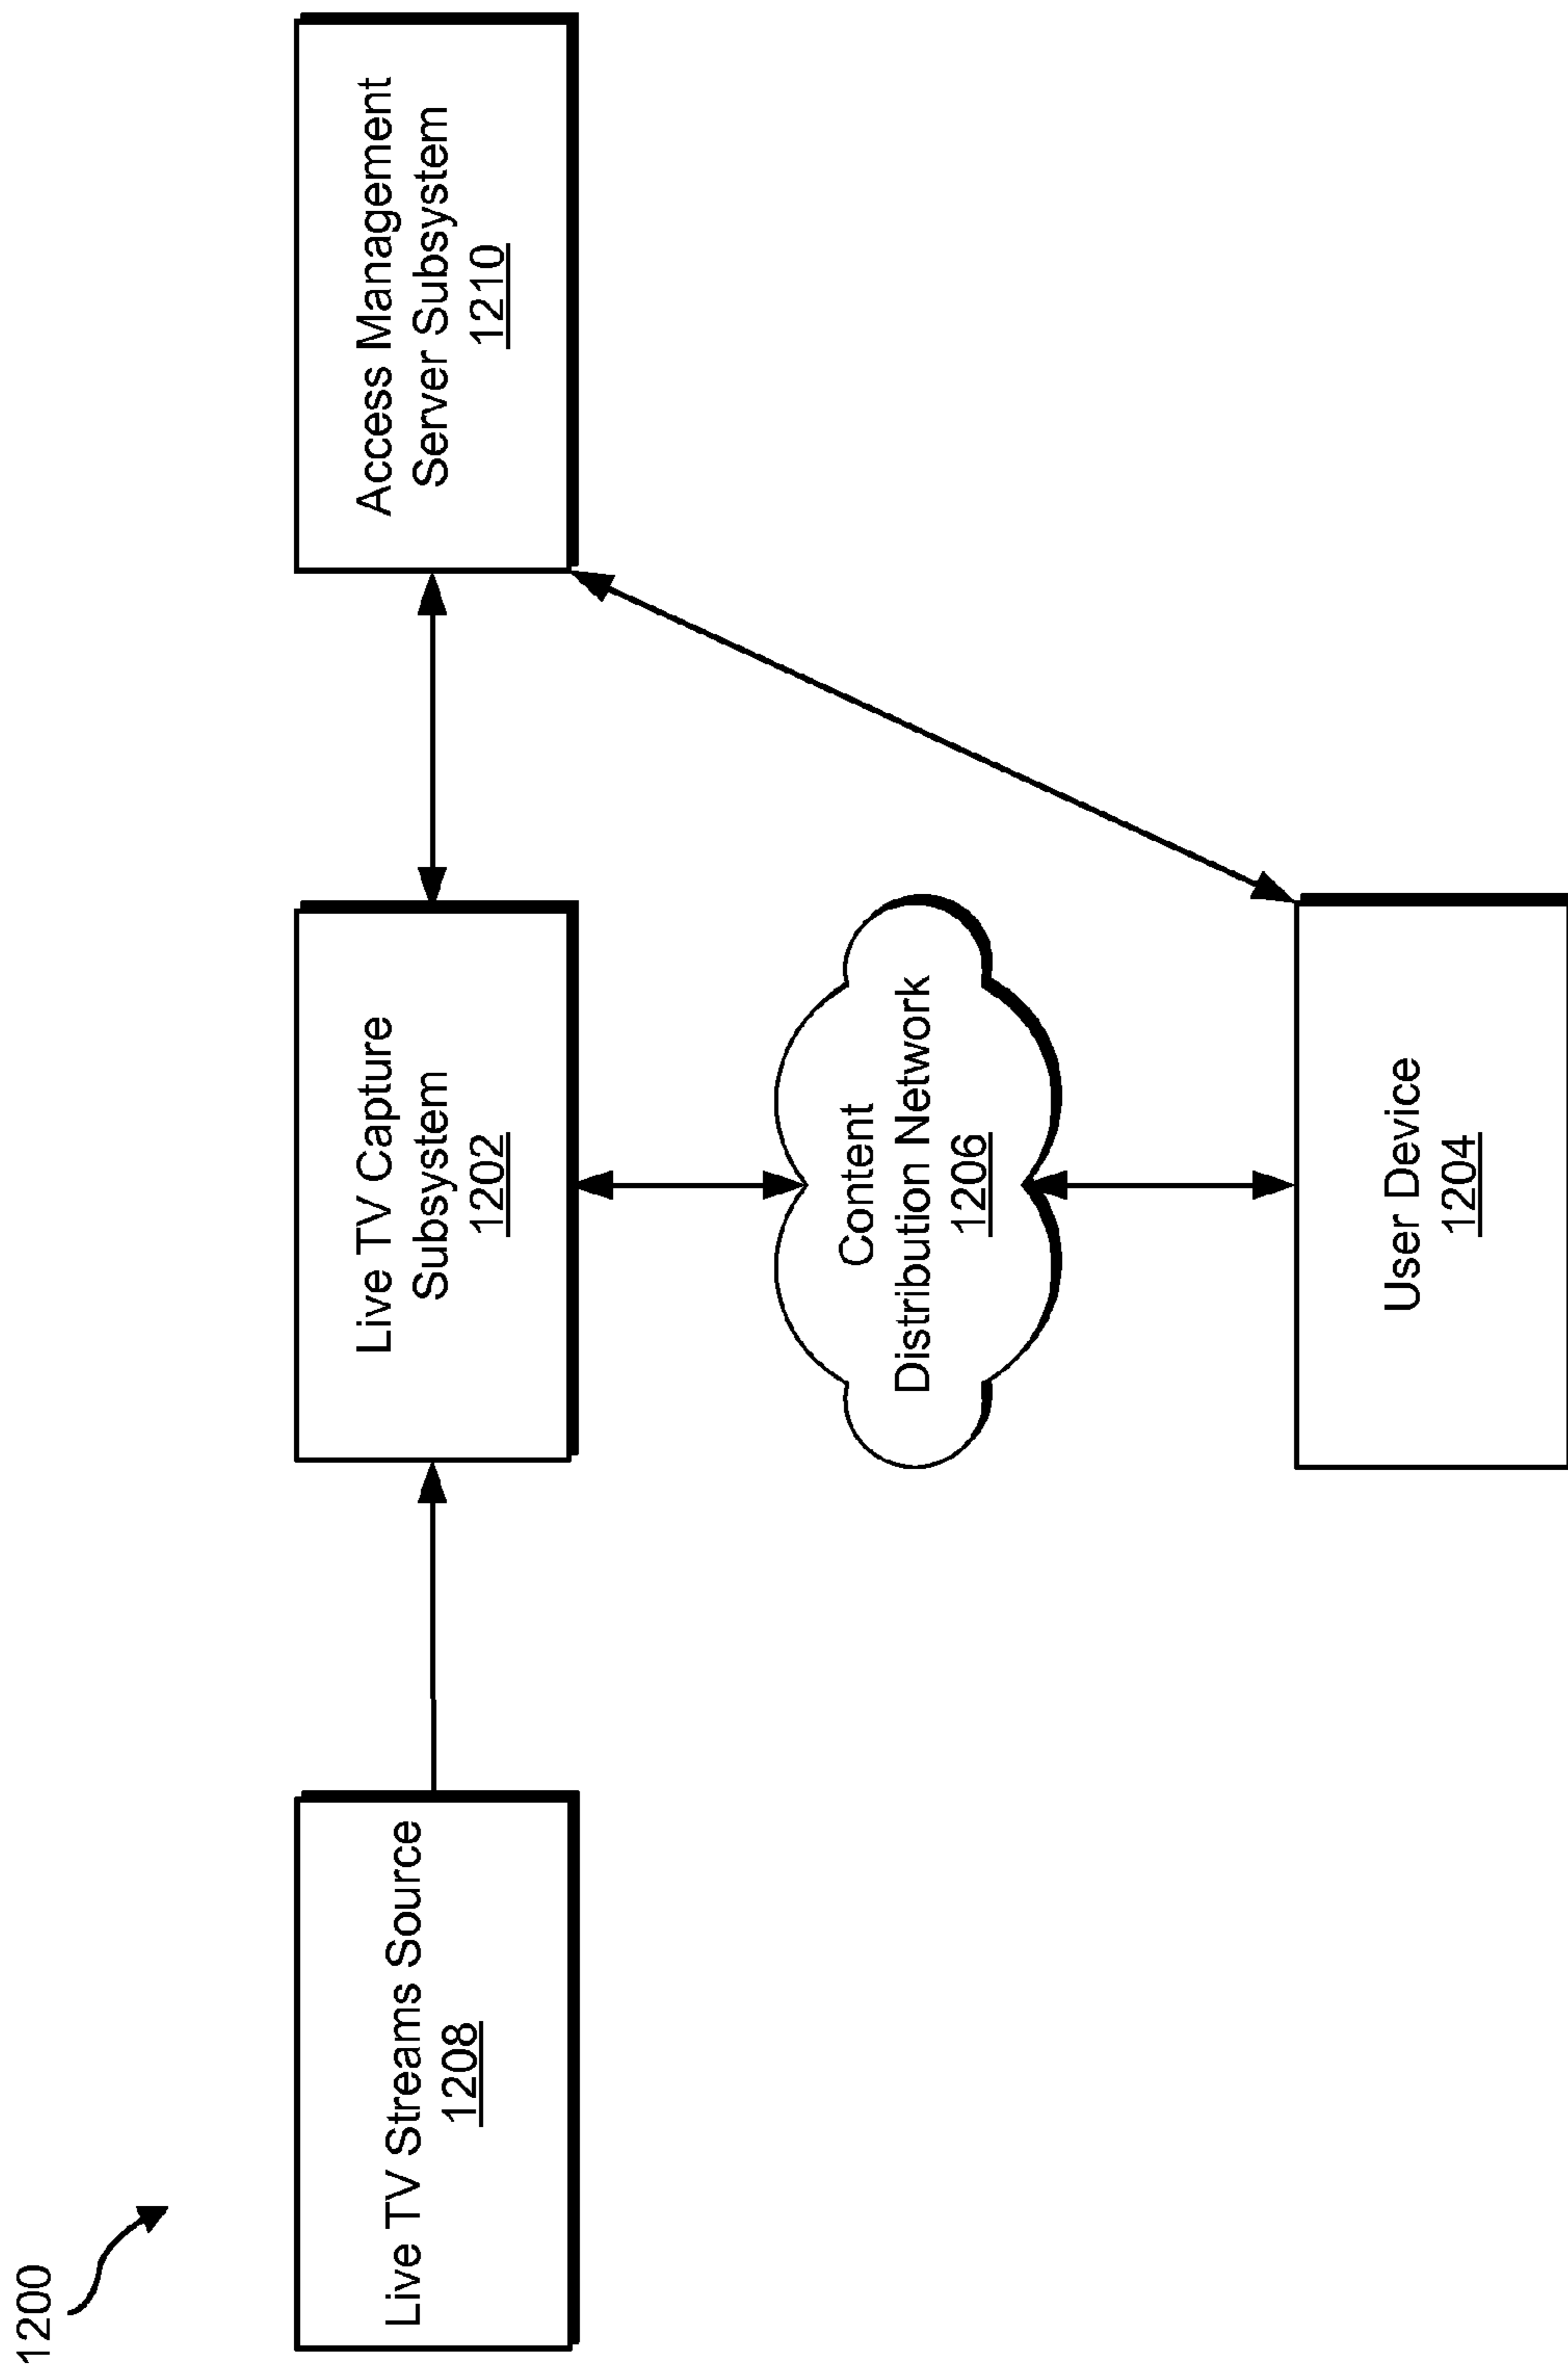 1200
Live TV Streams Source
1208
Live TV Capture
Subsystem
1202
Access Management
Server Subsystem
1210
Content
Distribution Network
1206
User Device
1204